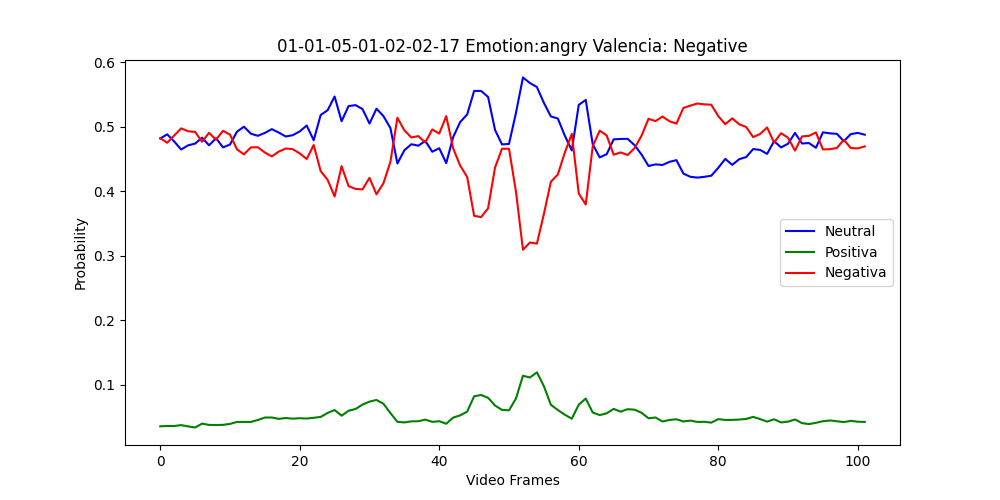 01-01-05-01-02-02-17 Emotion:angry Valencia: Negative
0.6
0.5
0.4
0.3
0.2
0.1
Probability
Neutral
Positiva
Negativa
0 20 40 60 80 100
Video Frames